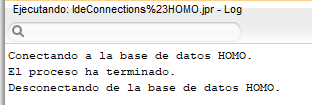 Ejecutando: IdeConnections%23HOMO.jpr - Log
Conectando a la base de datos HOMO.
El proceso ha terminado.
Desconectando de la base de datos HOMO.